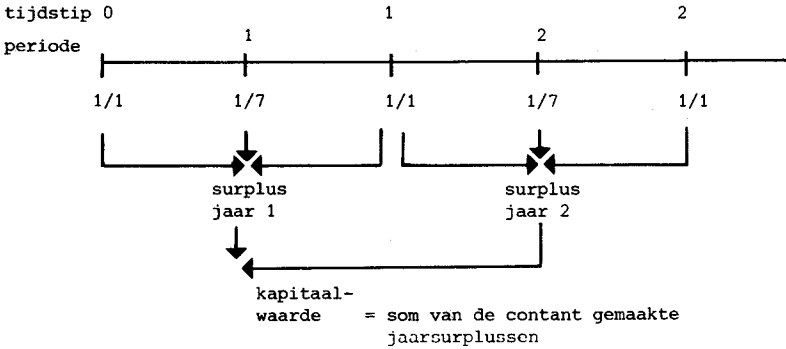 tijdstip 0 1 2
periode 1 2
1/1 1/7 1/1 1/7 1/1
surplus surplus
jaar 1 jaar 2
kapitaal-
waarde = som van de contant gemaakte
jaarsurplussen